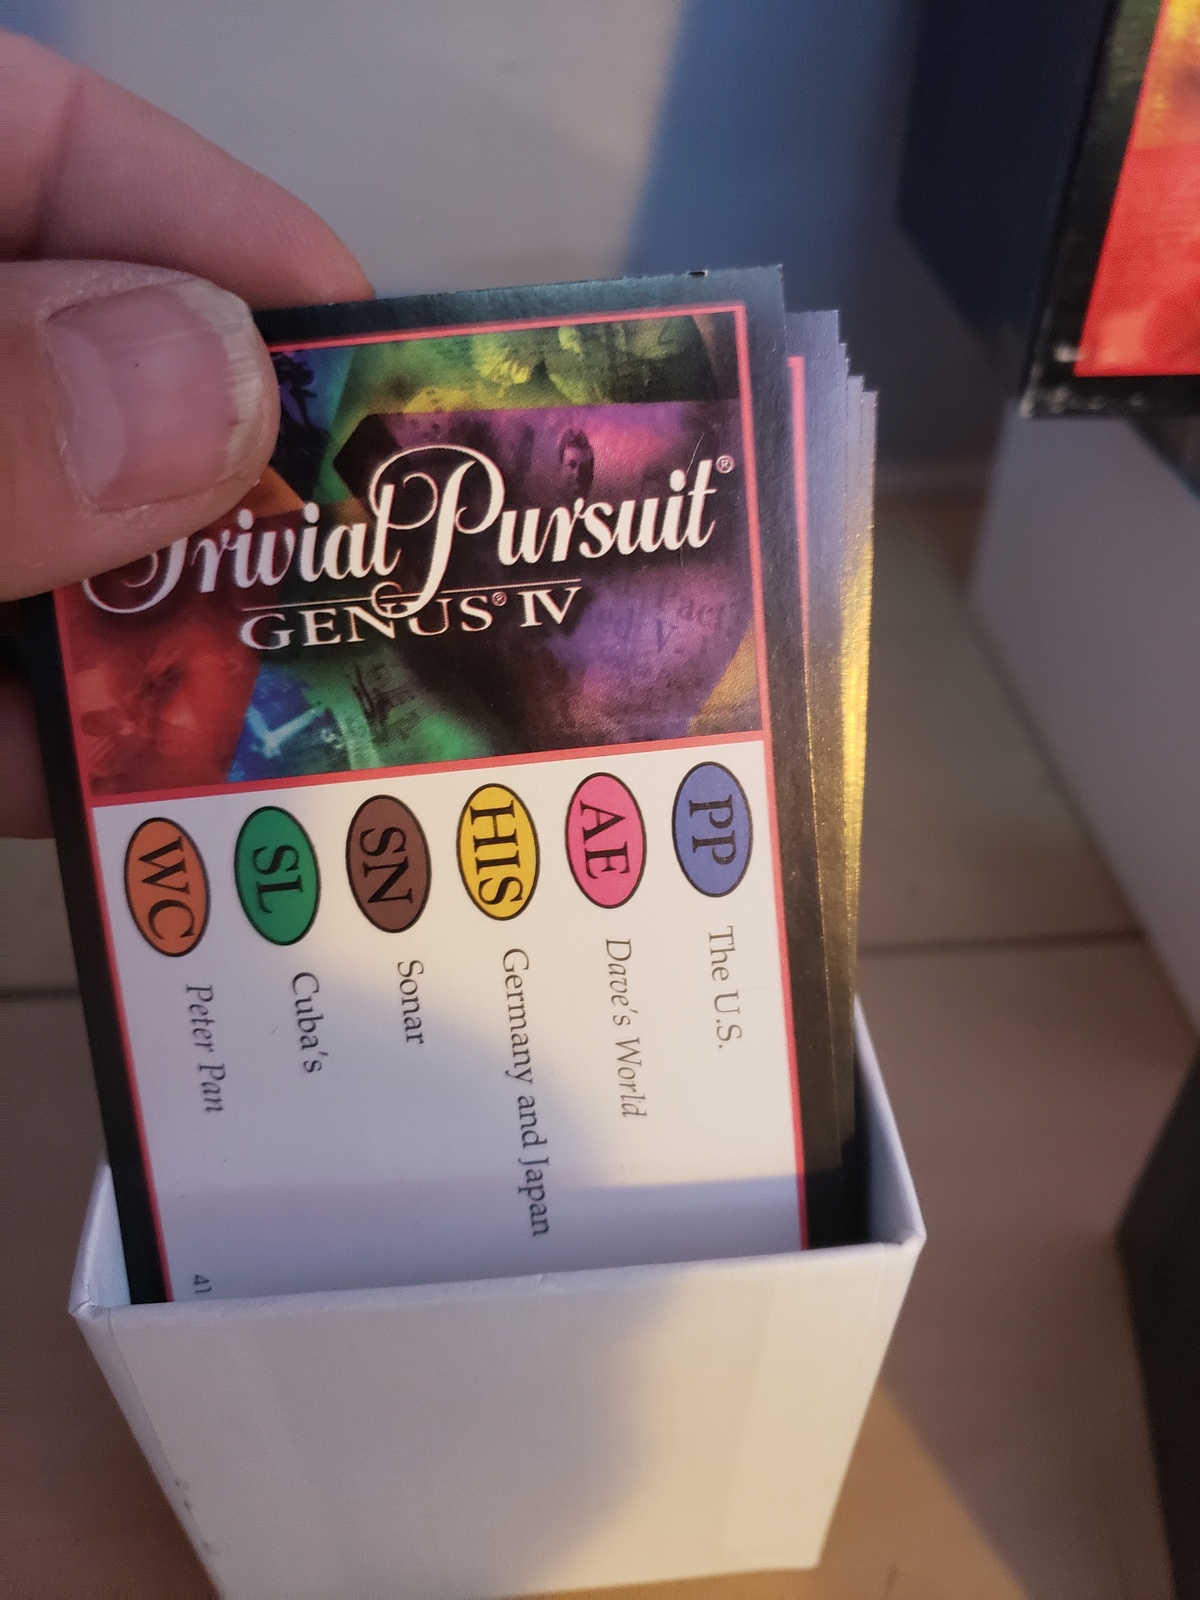 Trivial Pursuit®
GENUS® IV
PP The U.S.
AE Dave's World
HIS Germany and Japan
SN Sonar
SL Cuba's
WC Peter Pan